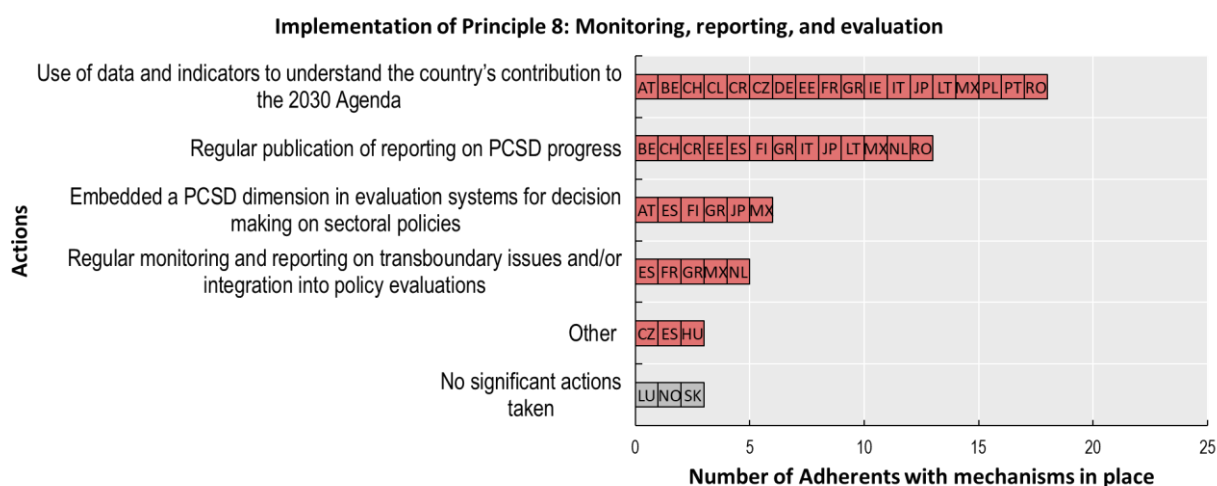 Implementation of Principle 8: Monitoring, reporting, and evaluation
Use of data and indicators to understand the country's contribution to
the 2030 Agenda
AT BE CH CL CR CZ DE EE FR GR IE IT JP LT MX PL PT RO
Regular publication of reporting on PCSD progress
BE CH CR EE ES FI GR IT JP LT MX NL RO
Embedded a PCSD dimension in evaluation systems for decision
making on sectoral policies
AT ES FI GR JP MX
Regular monitoring and reporting on transboundary issues and/or
integration into policy evaluations
ES FR GR MX NL
Other
CZ ES HU
No significant actions
taken
LU NO SK
Actions
0 5 10 15 20 25
Number of Adherents with mechanisms in place